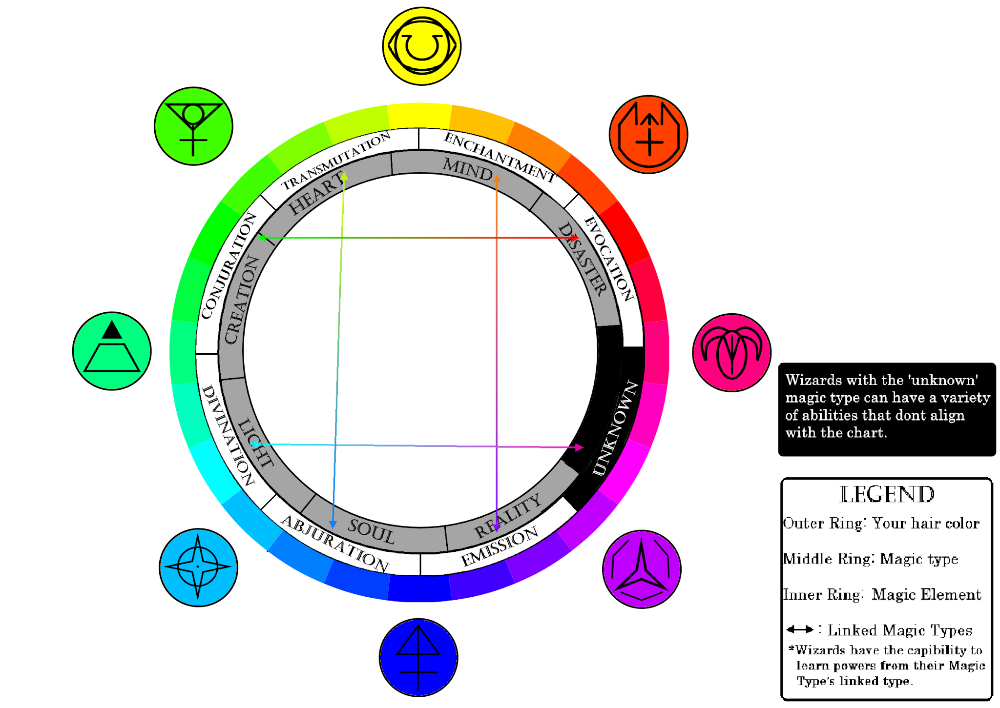 ENCHANTMENT
EVOCATION
UNKNOWN
EMISSION
ABJURATION
DIVINATION
CONJURATION
TRANSMUTATION
MIND
DISASTER
REALITY
SOUL
LIGHT
CREATION
HEART
Wizards with the 'unknown'
magic type can have a variety
of abilities that dont align
with the chart.
LEGEND
Outer Ring: Your hair color
Middle Ring: Magic type
Inner Ring: Magic Element
: Linked Magic Types
*Wizards have the capibility to
learn powers from their Magic
Type's linked type.